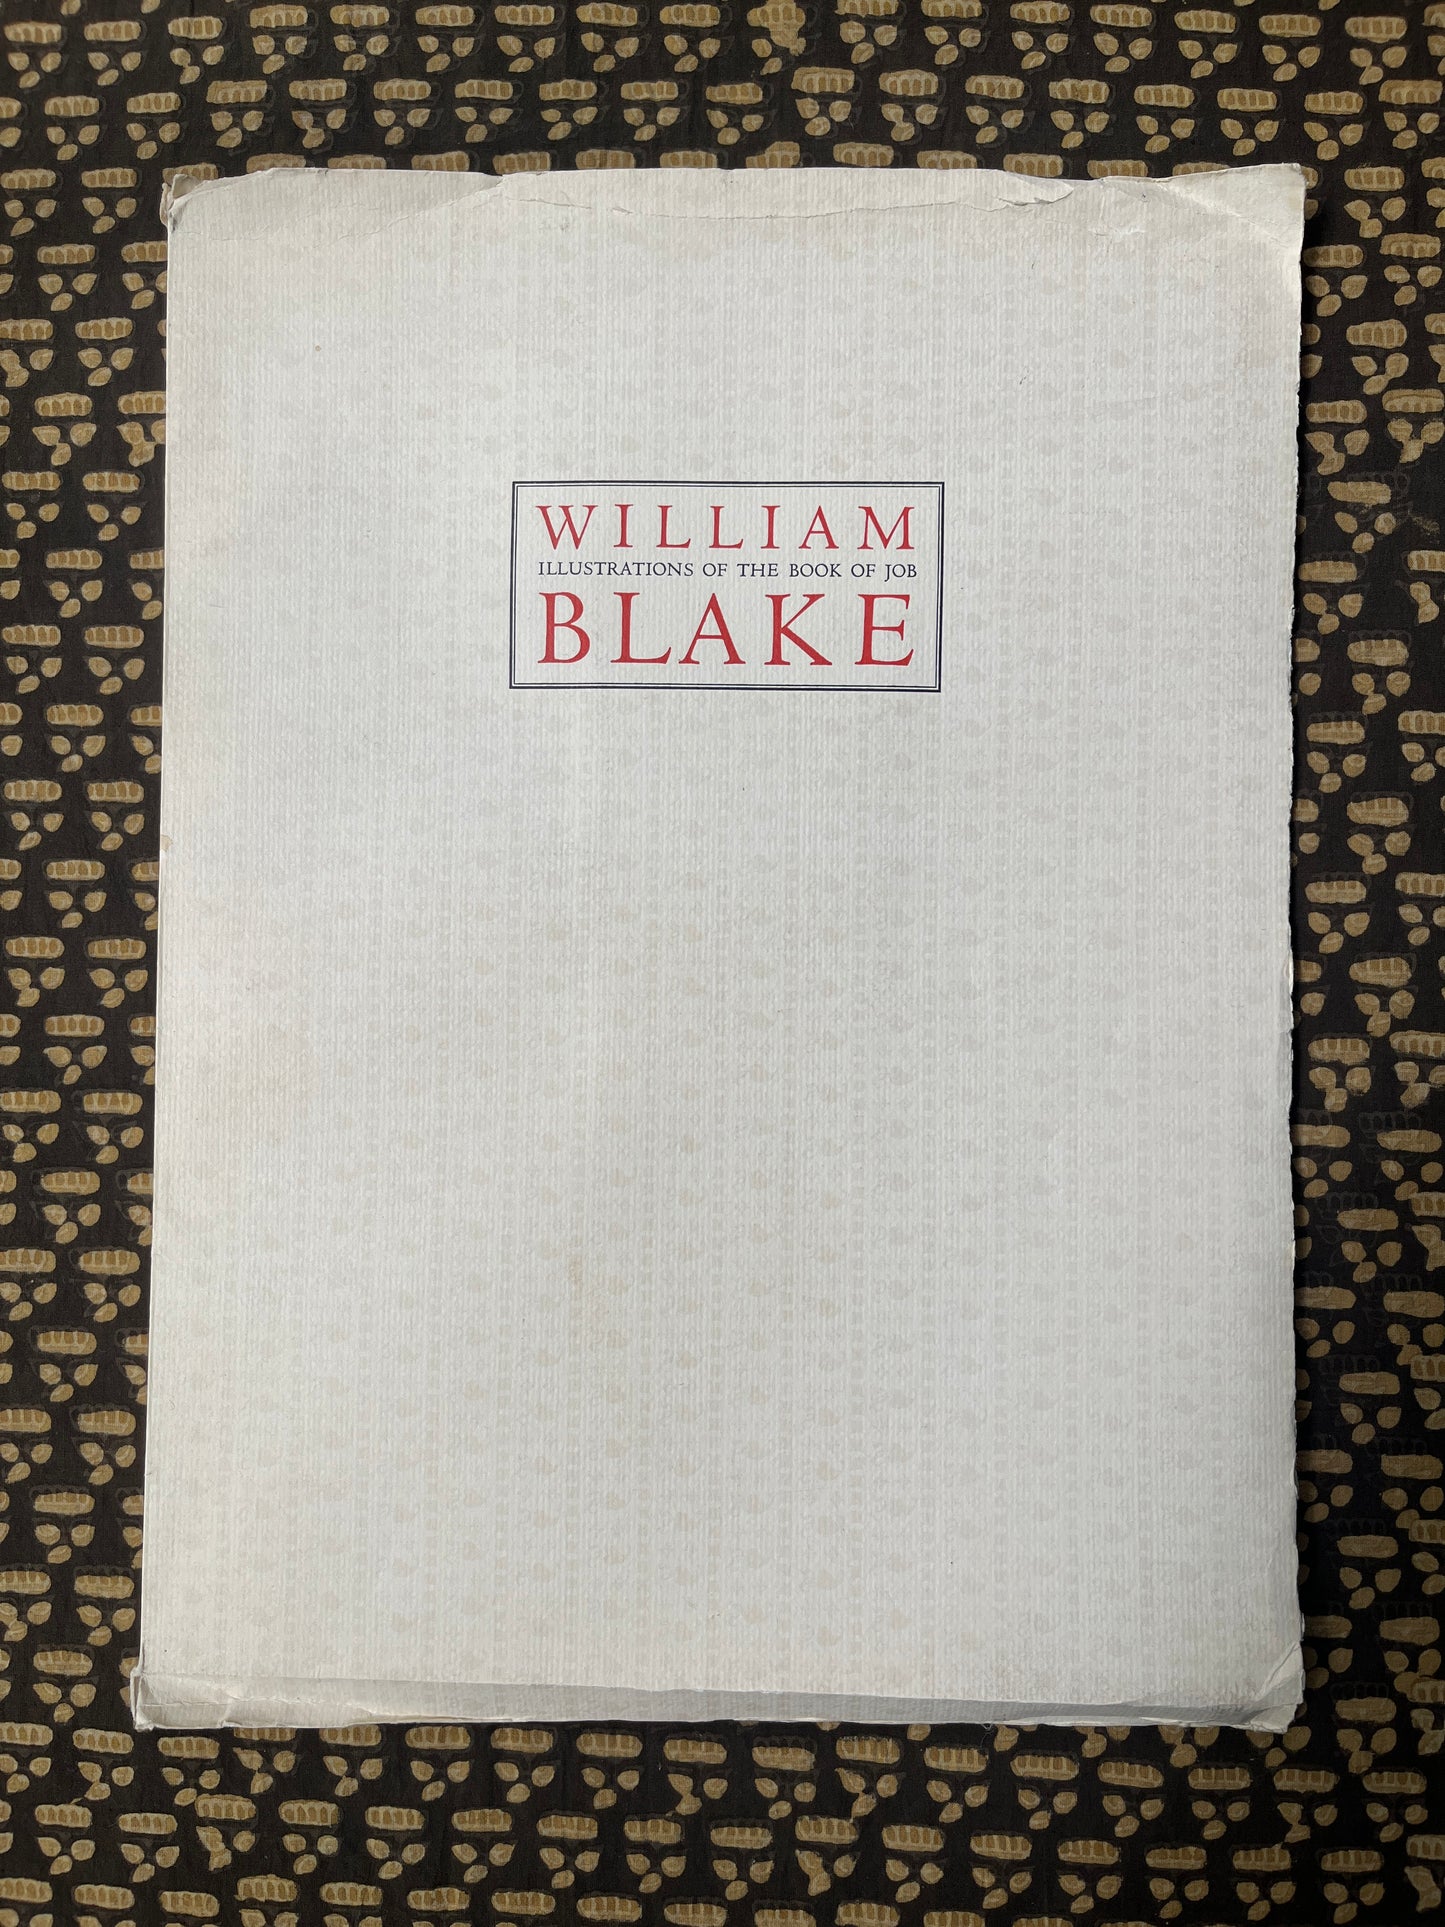 WILLIAM
ILLUSTRATIONS OF THE BOOK OF JOB
BLAKE